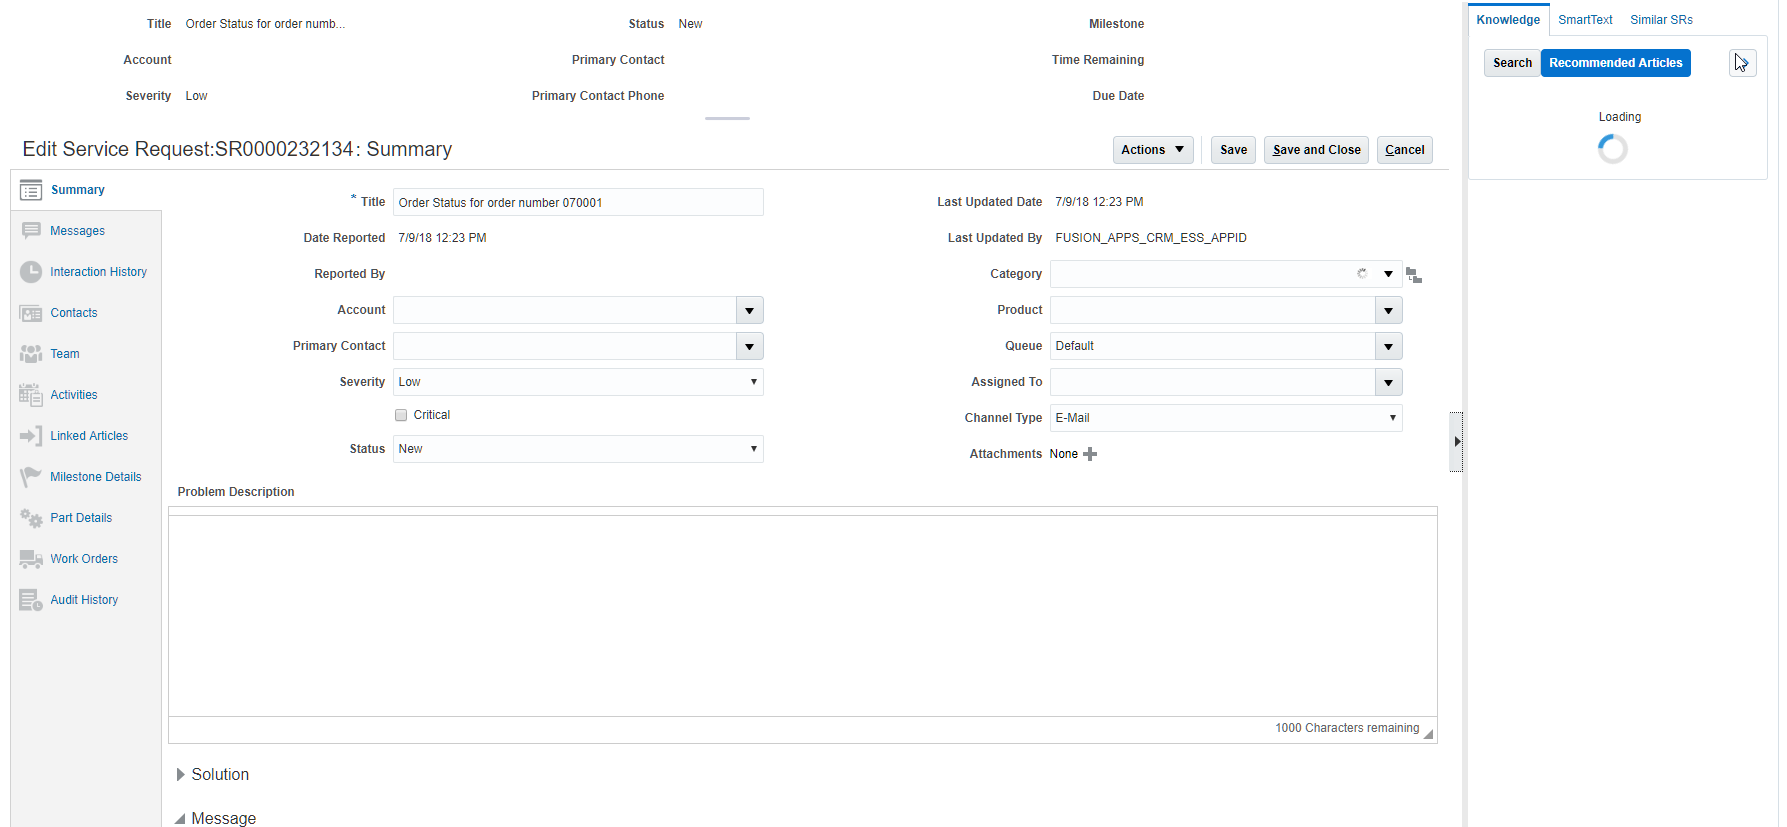 Title Order Status for order numb... Status New Milestone
Account Primary Contact Time Remaining
Severity Low Primary Contact Phone Due Date
Knowledge SmartText Similar SRs
Search Recommended Articles
Loading
Edit Service Request:SR0000232134: Summary Actions Save Save and Close Cancel
Summary
Messages
Interaction History
Contacts
Team
Activities
Linked Articles
Milestone Details
Part Details
Work Orders
Audit History
* Title Order Status for order number 070001
Date Reported 7/9/18 12:23 PM
Reported By
Account
Primary Contact
Severity Low
Critical
Status New
Last Updated Date 7/9/18 12:23 PM
Last Updated By FUSION_APPS_CRM_ESS_APPID
Category
Product
Queue Default
Assigned To
Channel Type E-Mail
Attachments None
Problem Description
1000 Characters remaining
Solution
Message